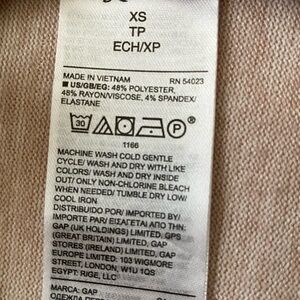 XS
TP
ECH/XP
MADE IN VIETNAM RN 54023
US/GB/EG: 48% POLYESTER,
48% RAYON/VISCOSE, 4% SPANDEX/
ELASTANE
30 P
1166
MACHINE WASH COLD GENTLE
CYCLE/ WASH AND DRY WITH LIKE
COLORS/ WASH AND DRY INSIDE
OUT/ ONLY NON-CHLORINE BLEACH
WHEN NEEDED/ TUMBLE DRY LOW/
COOL IRON
DISTRIBUIDO POR/ IMPORTED BY/
IMPORTE PAR/
GAP (UK HOLDINGS) LIMITED, GPS
(GREAT BRITAIN) LIMITED, GAP
STORES (IRELAND) LIMITED, GAP
EUROPE LIMITED: 103 WIGMORE
STREET, LONDON, W1U 1QS
EGYPT: RIGE, LLC
MARCA: GAP